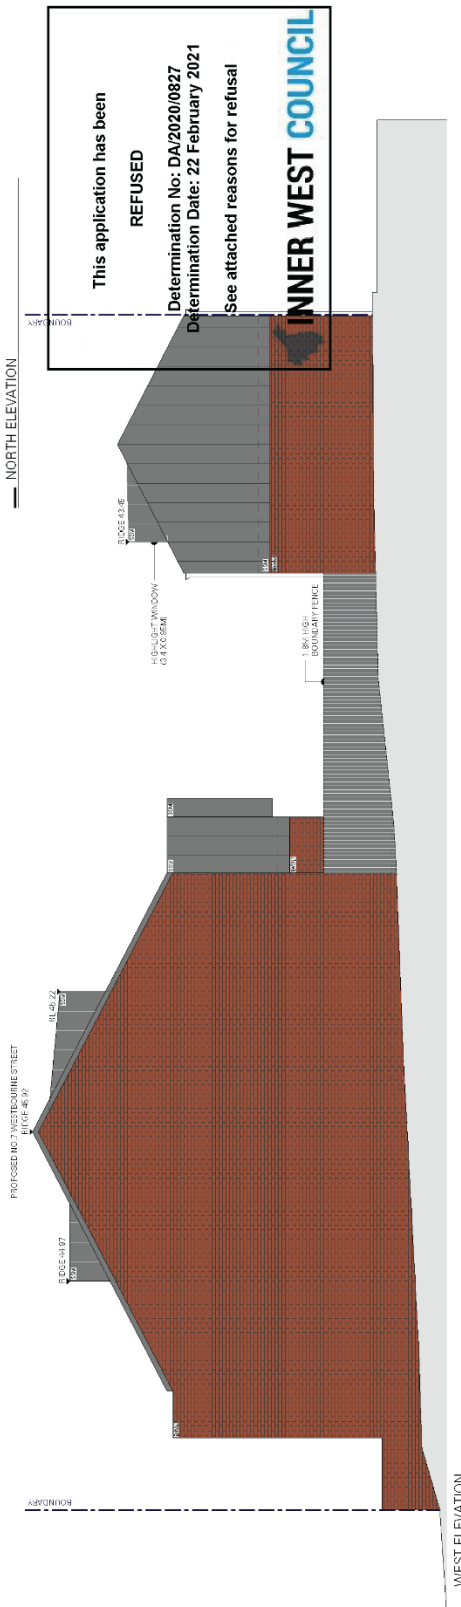 NORTH ELEVATION
This application has been
REFUSED
Determination No: DA/2020/0827
Determination Date: 22 February 2021
See attached reasons for refusal
INNER WEST COUNCIL
BOUNDARY
RIDGE 43.45
HIGHLIGHT WINDOW
1.8M HIGH
BOUNDARY FENCE
PROPOSED NO.7 WESTBOURNE STREET
RIDGE 45.92
RL 45.22
RIDGE 44.97
BOUNDARY
WEST ELEVATION